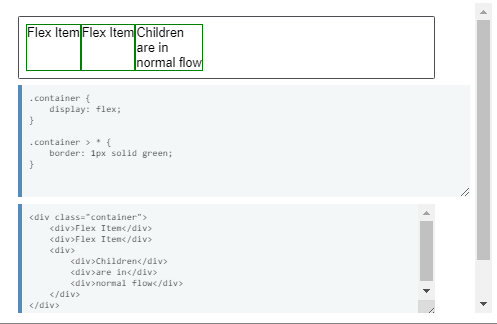 Flex Item Flex Item Children
are in
normal flow
.container {
    display: flex;
}
.container > * {
    border: 1px solid green;
}
<div class="container">
    <div>Flex Item</div>
    <div>Flex Item</div>
    <div>
        <div>Children</div>
        <div>are in</div>
        <div>normal flow</div>
    </div>
</div>